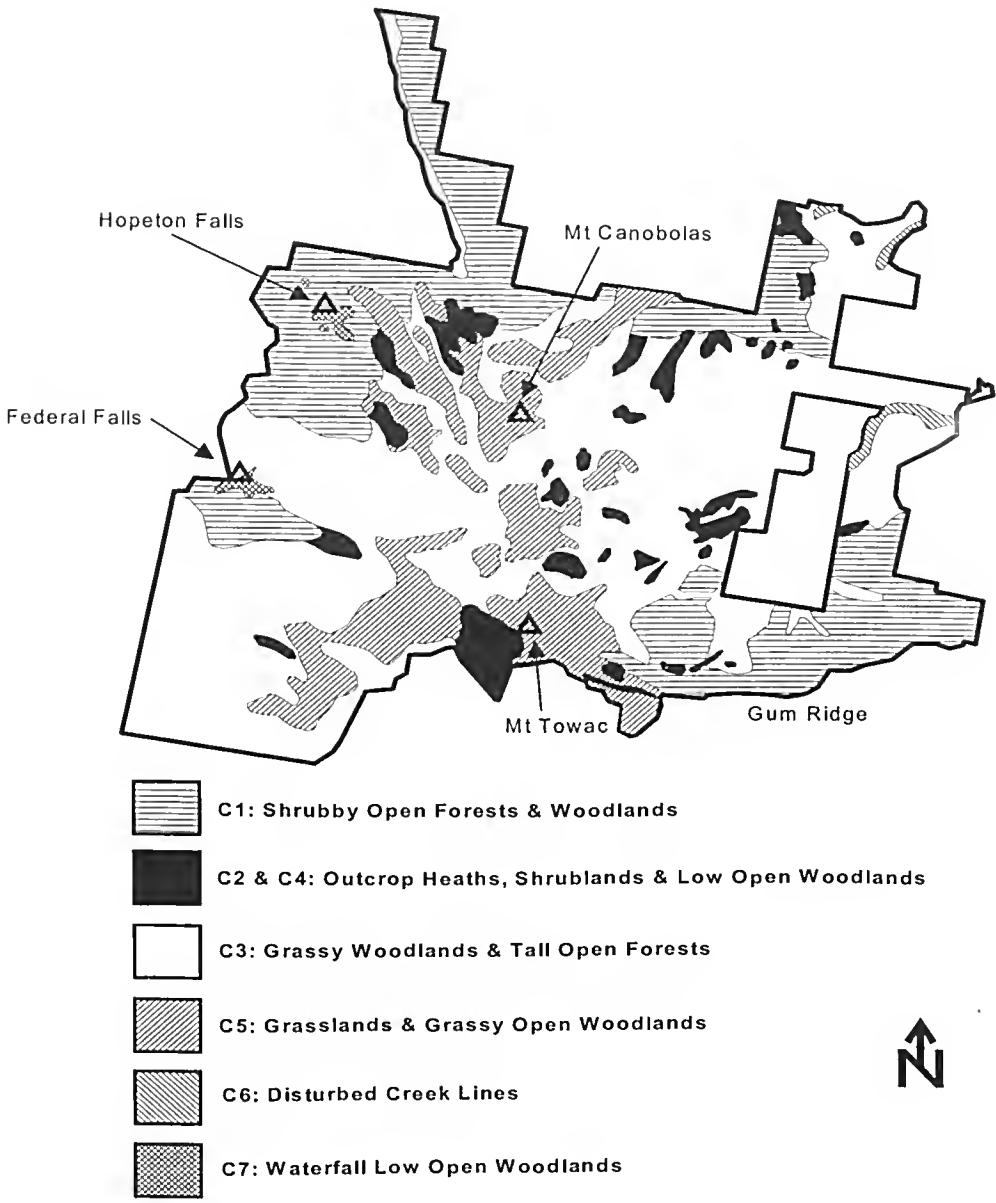 Hopeton Falls
Mt Canobolas
Federal Falls
Mt Towac
Gum Ridge
C1: Shrubby Open Forests & Woodlands
C2 & C4: Outcrop Heaths, Shrublands & Low Open Woodlands
C3: Grassy Woodlands & Tall Open Forests
C5: Grasslands & Grassy Open Woodlands
C6: Disturbed Creek Lines
C7: Waterfall Low Open Woodlands
N